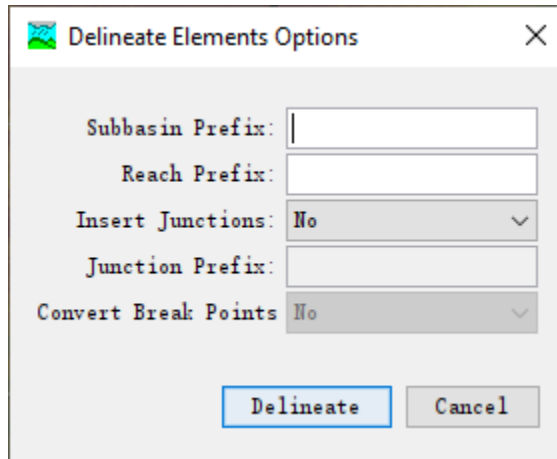 Delineate Elements Options
Subbasin Prefix:
Reach Prefix:
Insert Junctions: No
Junction Prefix:
Convert Break Points No
Delineate Cancel